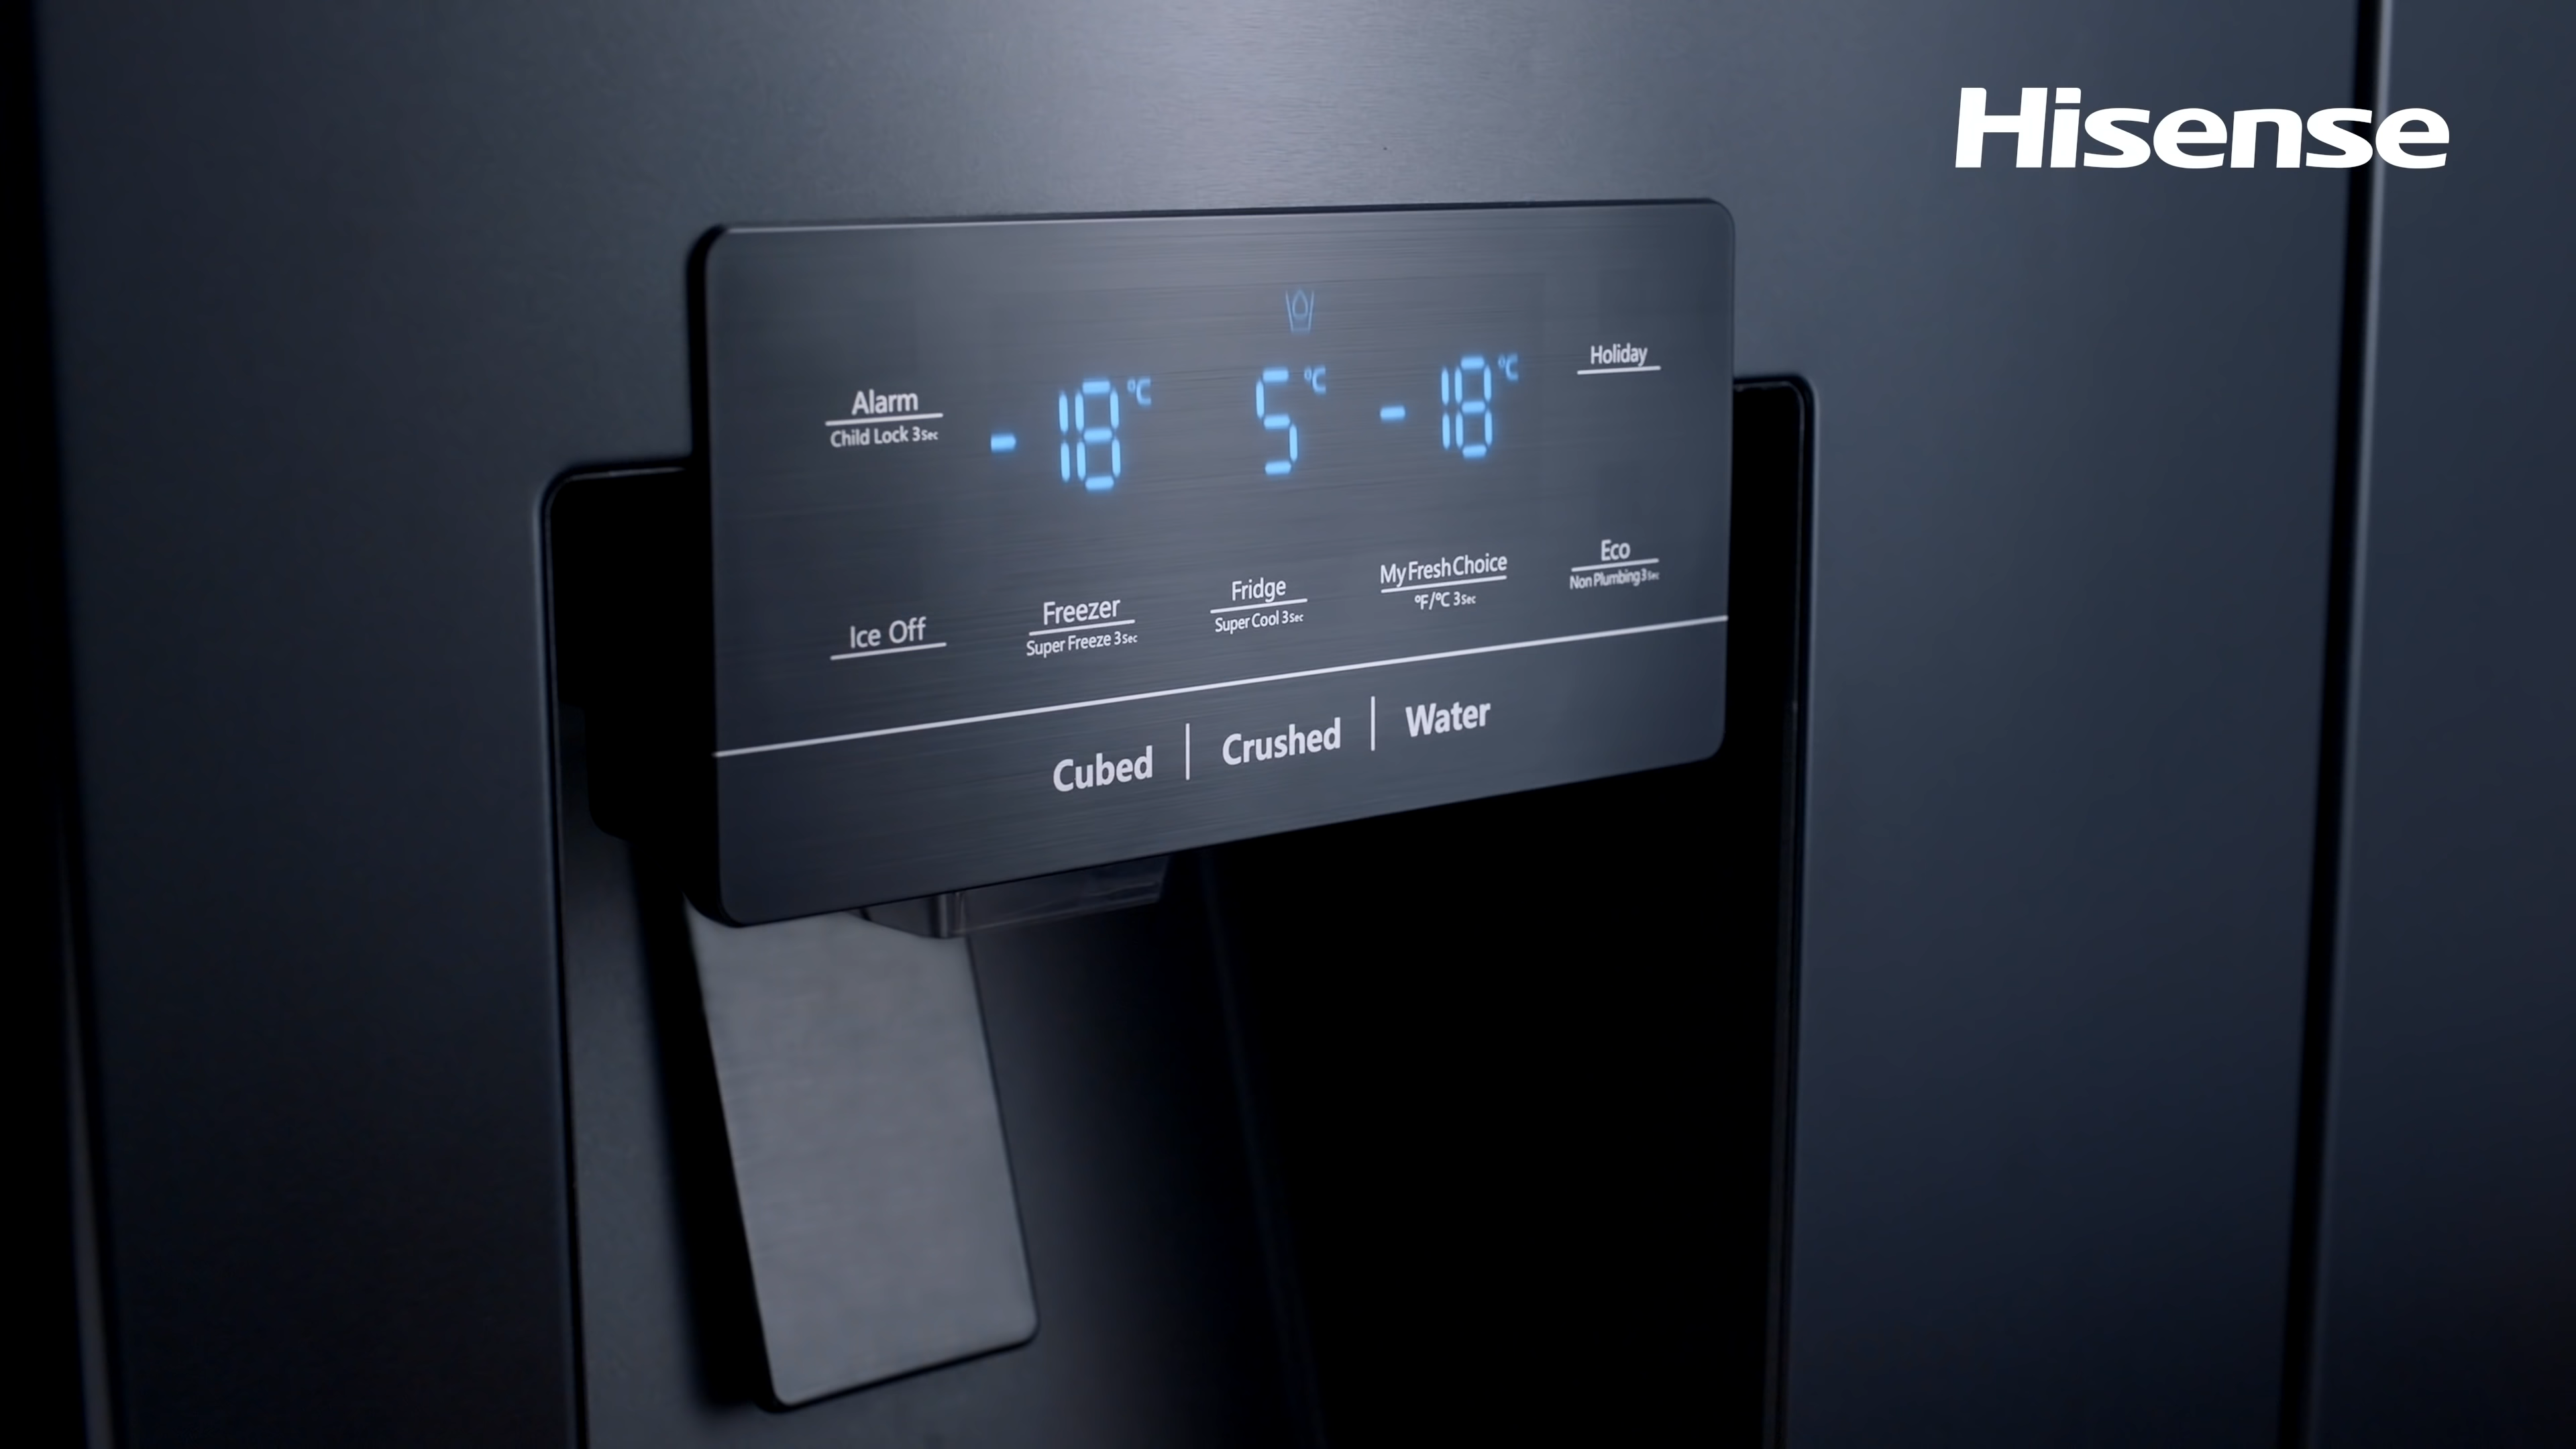 Hisense
Holiday
Alarm
Child Lock 3Sec
-18°C
5°C
-18°C
Ice Off
Freezer
Super Freeze 3Sec
Fridge
Super Cool 3Sec
My Fresh Choice
°F/°C 3Sec
Eco
Non Plumbing 3Sec
Cubed | Crushed | Water